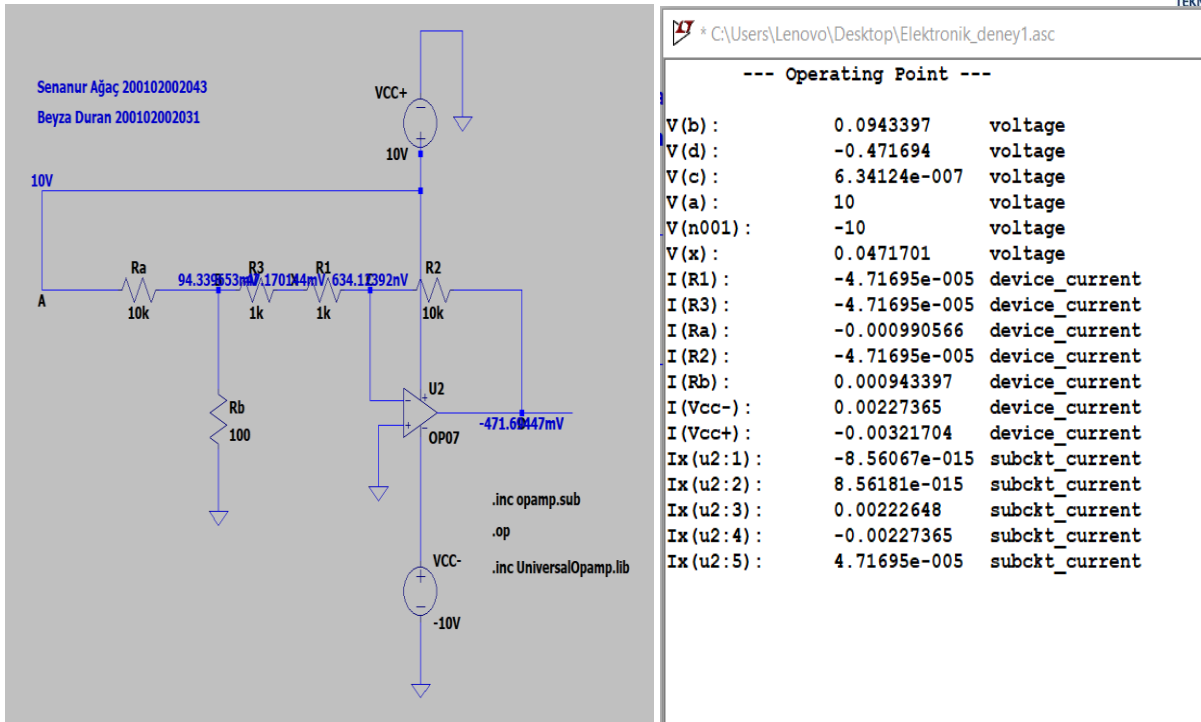 TEKN
Senanur Ağaç 200102002043
Beyza Duran 200102002031
VCC+
10V
10V
A
Ra
10k
R3
1k
R1
1k
R2
10k
Rb
100
U2
OP07
.inc opamp.sub
.op
.inc UniversalOpamp.lib
VCC-
-10V
* C:\Users\Lenovo\Desktop\Elektronik_deney1.asc
--- Operating Point ---
V(b): 0.0943397 voltage
V(d): -0.471694 voltage
V(c): 6.34124e-007 voltage
V(a): 10 voltage
V(n001): -10 voltage
V(x): 0.0471701 voltage
I(R1): -4.71695e-005 device_current
I(R3): -4.71695e-005 device_current
I(Ra): -0.000990566 device_current
I(R2): -4.71695e-005 device_current
I(Rb): 0.000943397 device_current
I(Vcc-): 0.00227365 device_current
I(Vcc+): -0.00321704 device_current
Ix(u2:1): -8.56067e-015 subckt_current
Ix(u2:2): 8.56181e-015 subckt_current
Ix(u2:3): 0.00222648 subckt_current
Ix(u2:4): -0.00227365 subckt_current
Ix(u2:5): 4.71695e-005 subckt_current